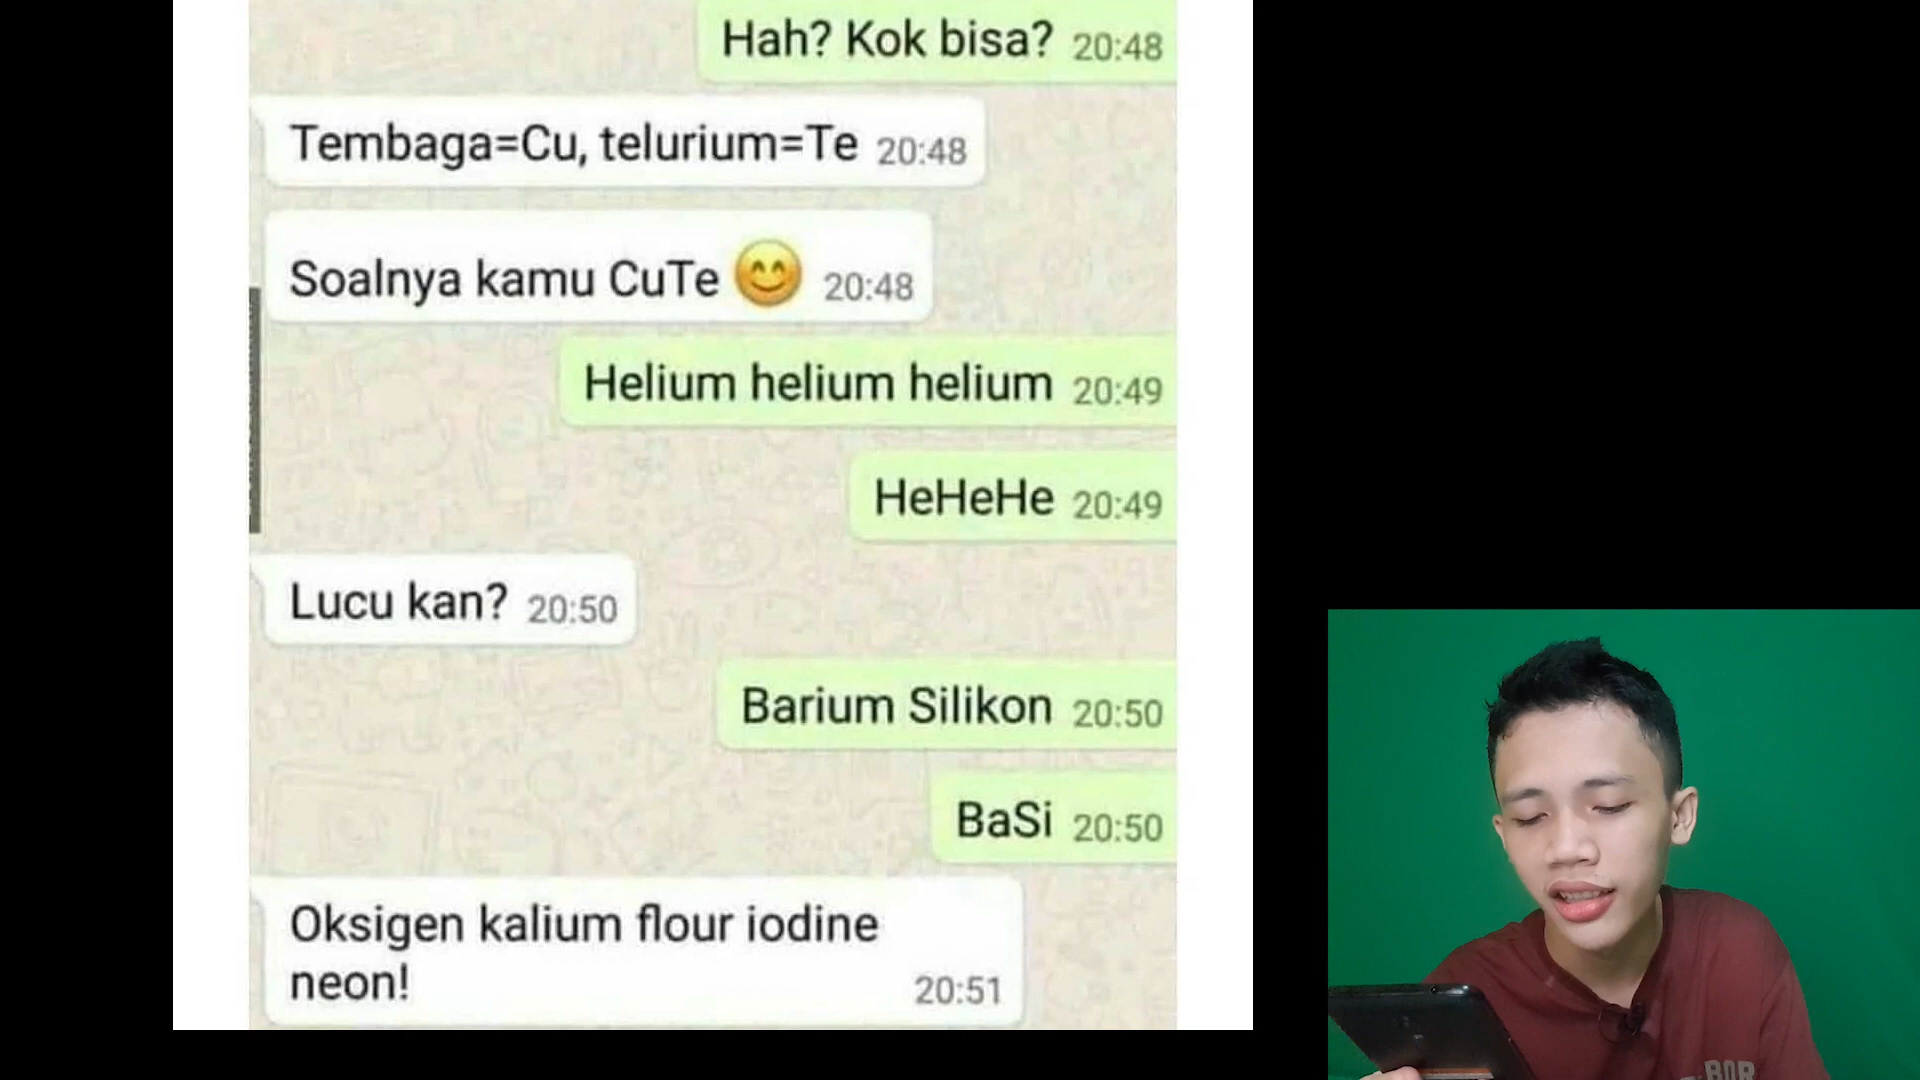 Hah? Kok bisa? 20:48
Tembaga=Cu, telurium=Te 20:48
Soalnya kamu CuTe 😊 20:48
Helium helium helium 20:49
HeHeHe 20:49
Lucu kan? 20:50
Barium Silikon 20:50
BaSi 20:50
Oksigen kalium flour iodine
neon! 20:51